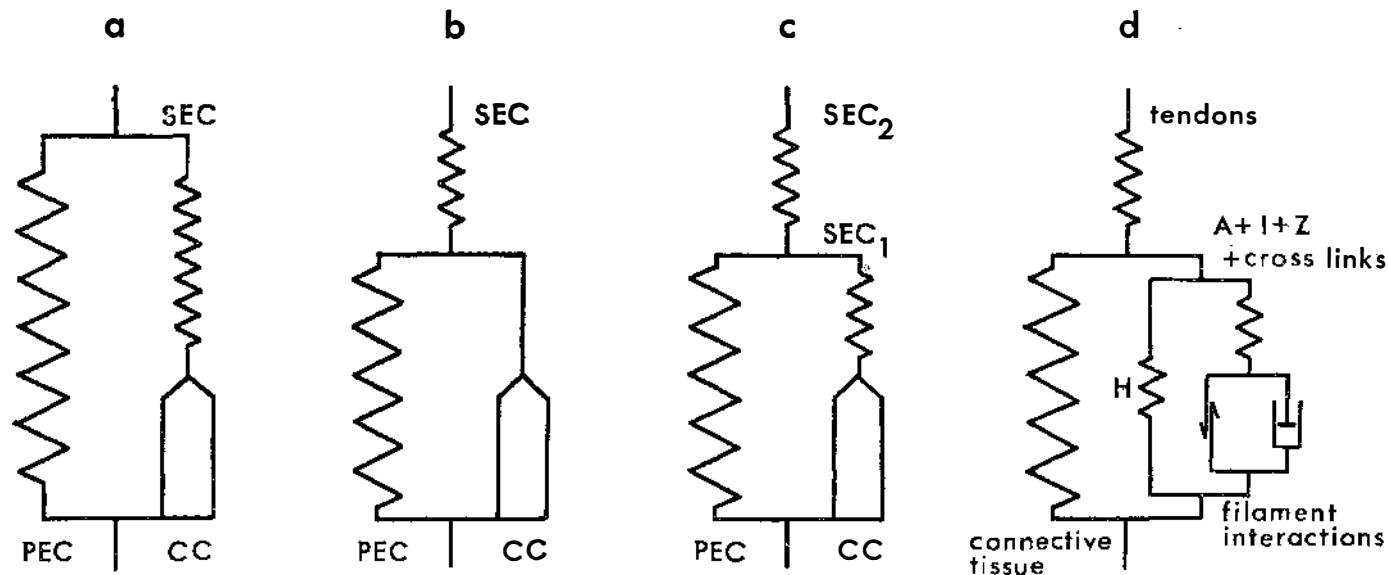 a
b
c
d
SEC
SEC
SEC₂
tendons
SEC₁
A+I+Z
+cross links
H
PEC
CC
PEC
CC
PEC
CC
connective
tissue
filament
interactions